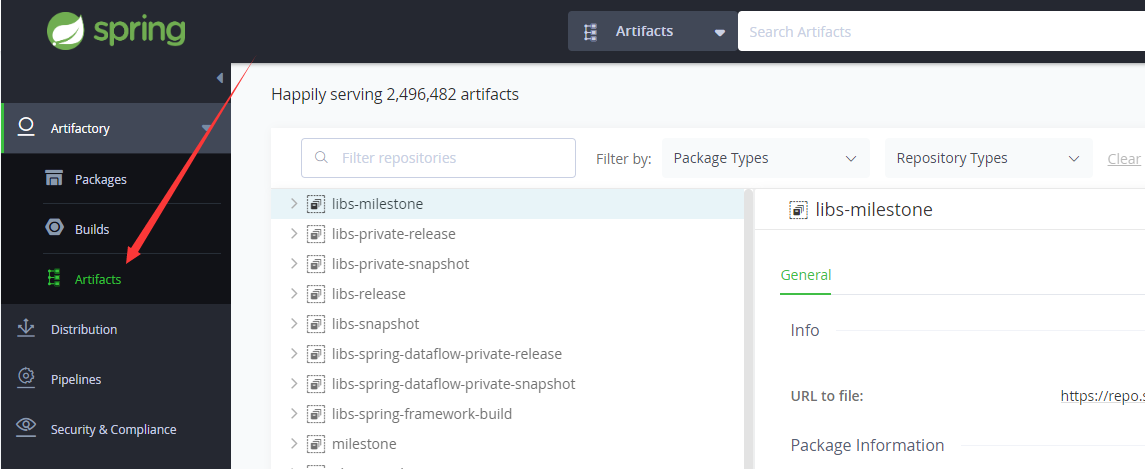 spring
Artifacts
Search Artifacts
Happily serving 2,496,482 artifacts
Artifactory
Packages
Builds
Artifacts
Distribution
Pipelines
Security & Compliance
Filter repositories
Filter by:
Package Types
Repository Types
Clear
libs-milestone
libs-private-release
libs-private-snapshot
libs-release
libs-snapshot
libs-spring-dataflow-private-release
libs-spring-dataflow-private-snapshot
libs-spring-framework-build
milestone
libs-milestone
General
Info
URL to file:
https://repo.s
Package Information